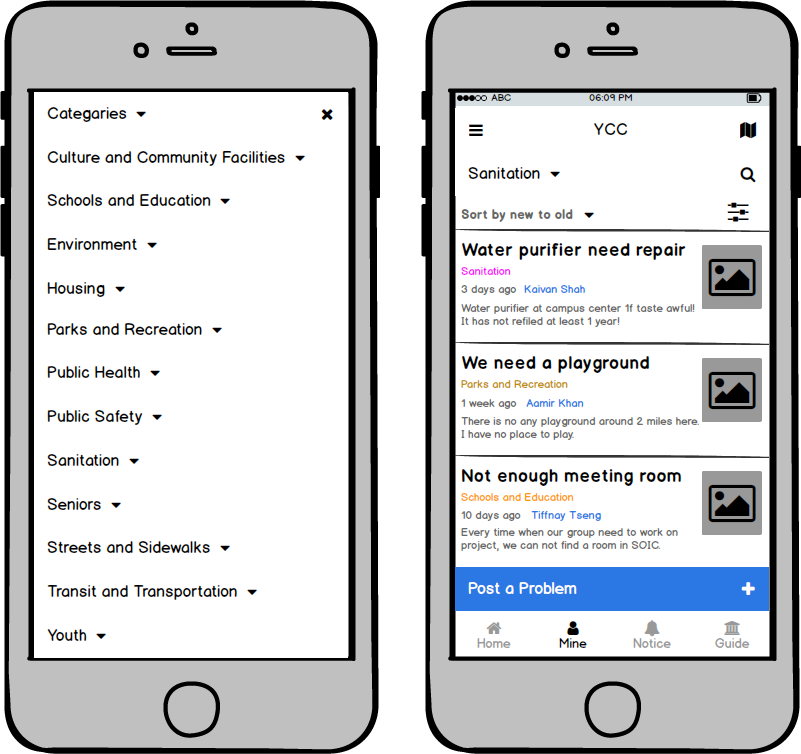 Categaries
Culture and Community Facilities
Schools and Education
Environment
Housing
Parks and Recreation
Public Health
Public Safety
Sanitation
Seniors
Streets and Sidewalks
Transit and Transportation
Youth
ABC 06:09 PM
YCC
Sanitation
Sort by new to old
Water purifier need repair
Sanitation
3 days ago Kaivan Shah
Water purifier at campus center 1f taste awful!
It has not refiled at least 1 year!
We need a playground
Parks and Recreation
1 week ago Aamir Khan
There is no any playground around 2 miles here.
I have no place to play.
Not enough meeting room
Schools and Education
10 days ago Tiffnay Tseng
Every time when our group need to work on
project, we can not find a room in SOIC.
Post a Problem
Home Mine Notice Guide